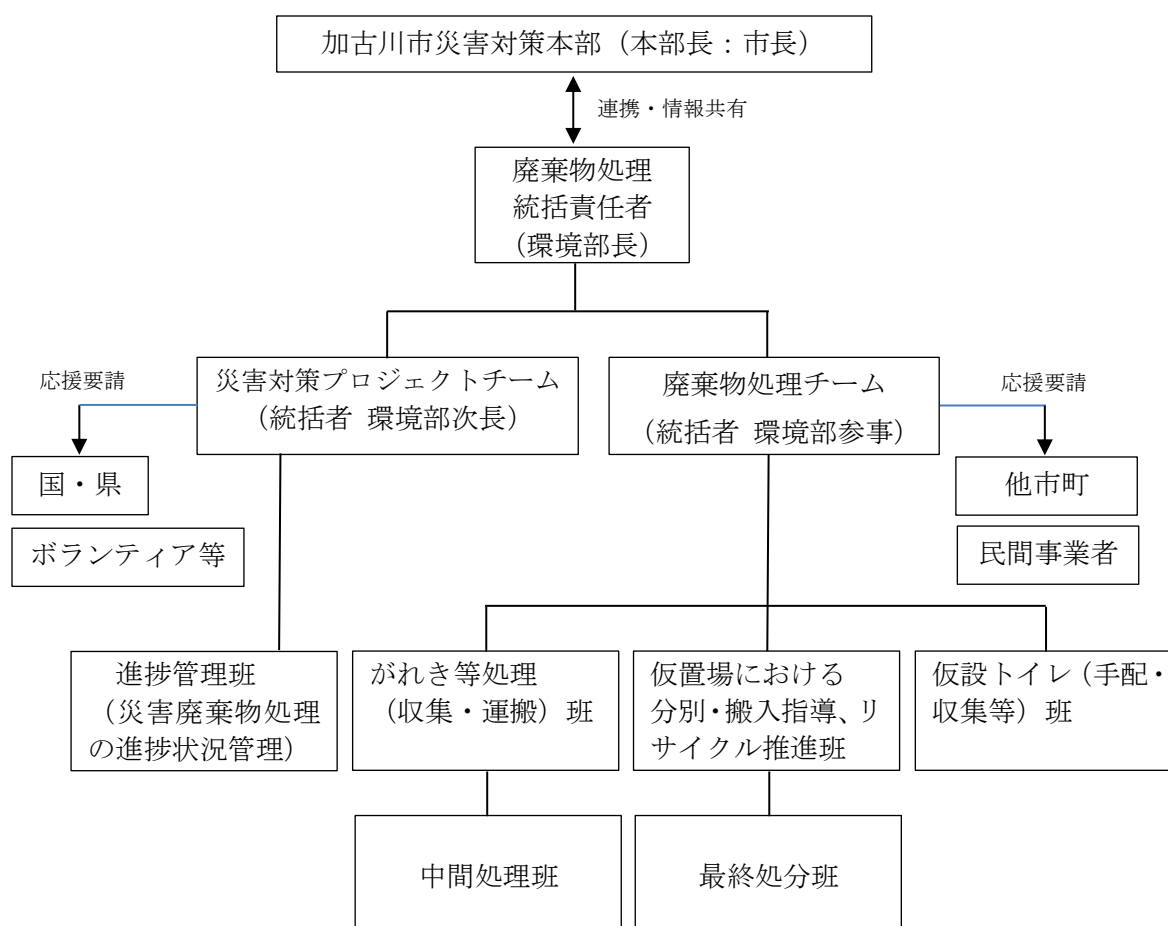 加古川市災害対策本部（本部長：市長）
連携・情報共有
廃棄物処理
統括責任者
（環境部長）
応援要請
災害対策プロジェクトチーム
（統括者 環境部次長）
廃棄物処理チーム
（統括者 環境部参事）
応援要請
国・県
ボランティア等
他市町
民間事業者
進捗管理班
（災害廃棄物処理
の進捗状況管理）
がれき等処理
（収集・運搬）班
仮置場における
分別・搬入指導、リ
サイクル推進班
仮設トイレ（手配・
収集等）班
中間処理班
最終処分班